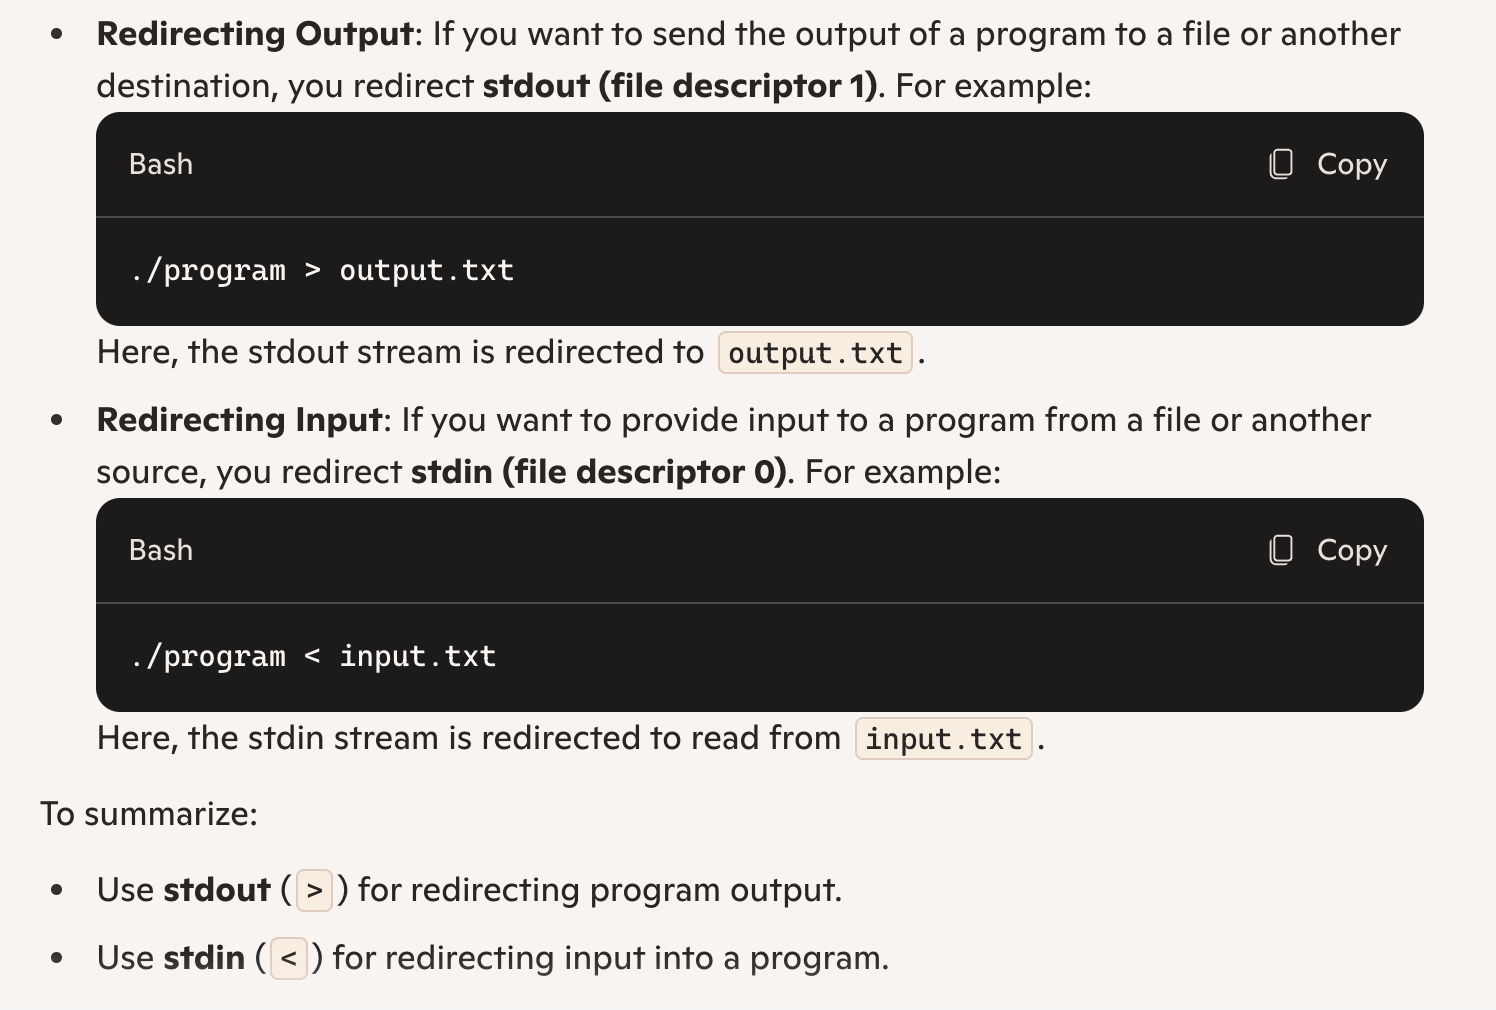 • Redirecting Output: If you want to send the output of a program to a file or another
destination, you redirect stdout (file descriptor 1). For example:
Bash
Copy
./program > output.txt
Here, the stdout stream is redirected to output.txt.
• Redirecting Input: If you want to provide input to a program from a file or another
source, you redirect stdin (file descriptor 0). For example:
Bash
Copy
./program < input.txt
Here, the stdin stream is redirected to read from input.txt.
To summarize:
• Use stdout (>) for redirecting program output.
• Use stdin (<) for redirecting input into a program.